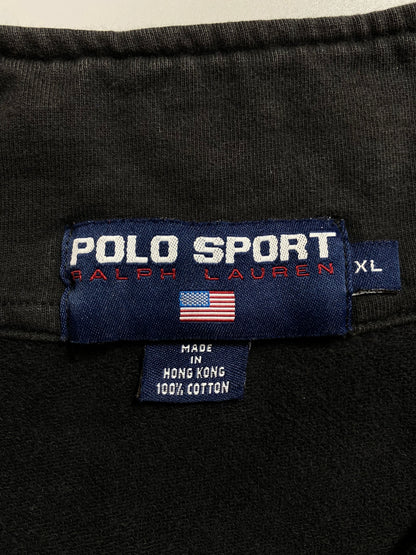 POLO SPORT
RALPH LAUREN
XL
MADE
IN
HONG KONG
100% COTTON